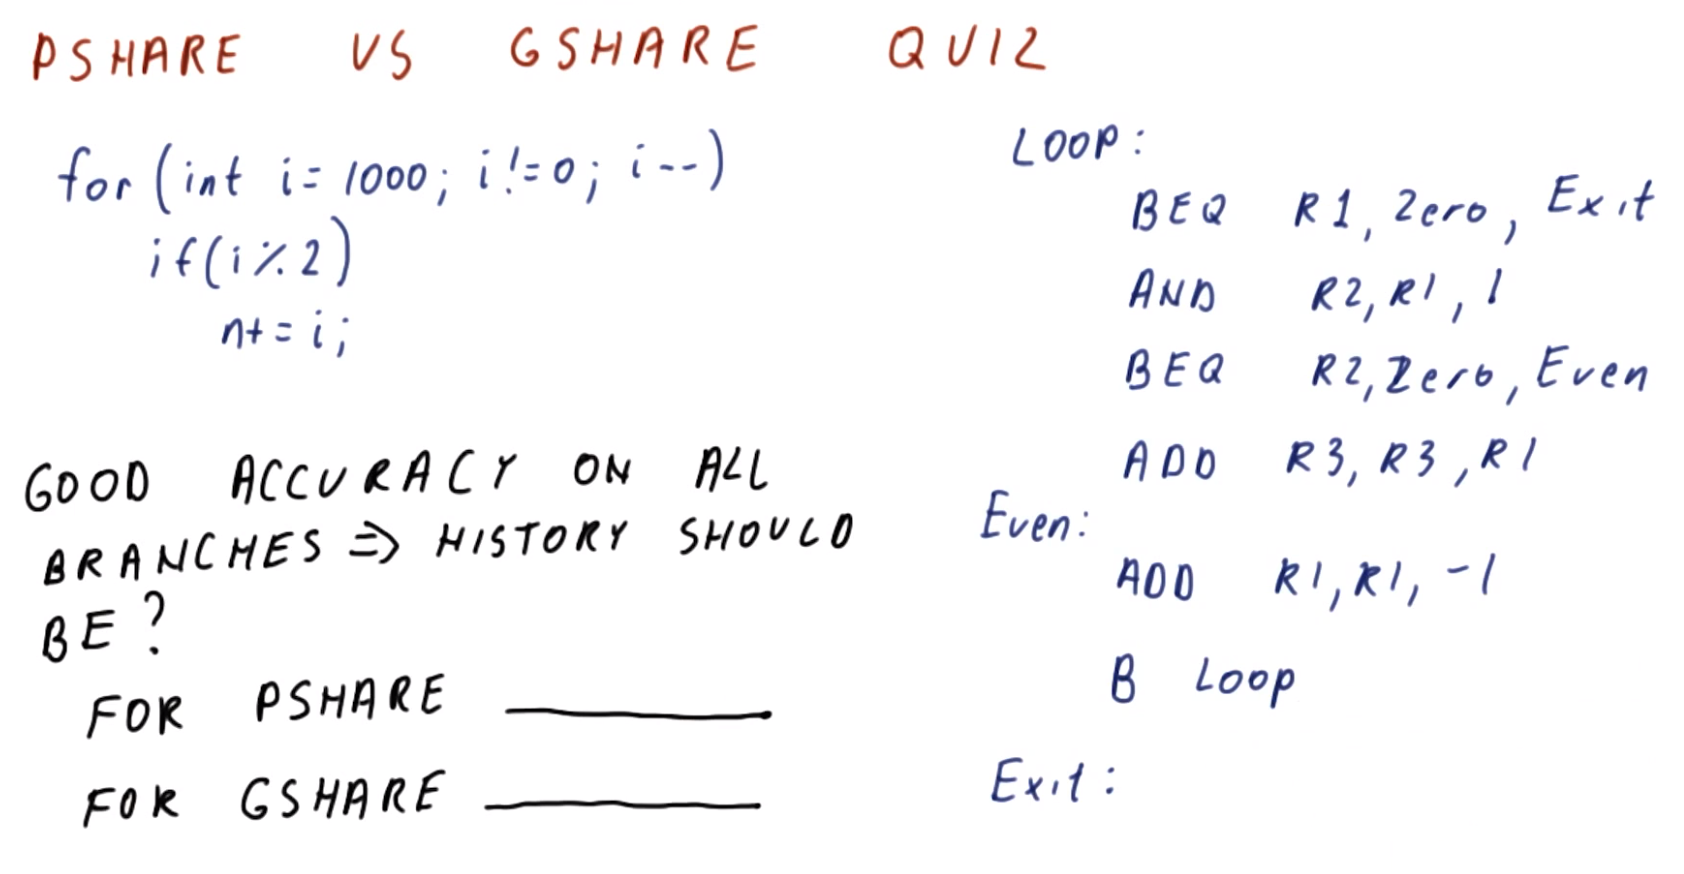 PSHARE VS GSHARE QUIZ
for (int i= 1000; i!=0; i--)
if(i%2)
n+=i;
GOOD ACCURACY ON ALL
BRANCHES => HISTORY SHOULD
BE?
FOR PSHARE
FOR GSHARE
LOOP:
BEQ R1, Zero, Exit
AND R2, R1, 1
BEQ R2, Zero, Even
ADD R3, R3, R1
Even:
ADD R1, R1, -1
B Loop
Exit: